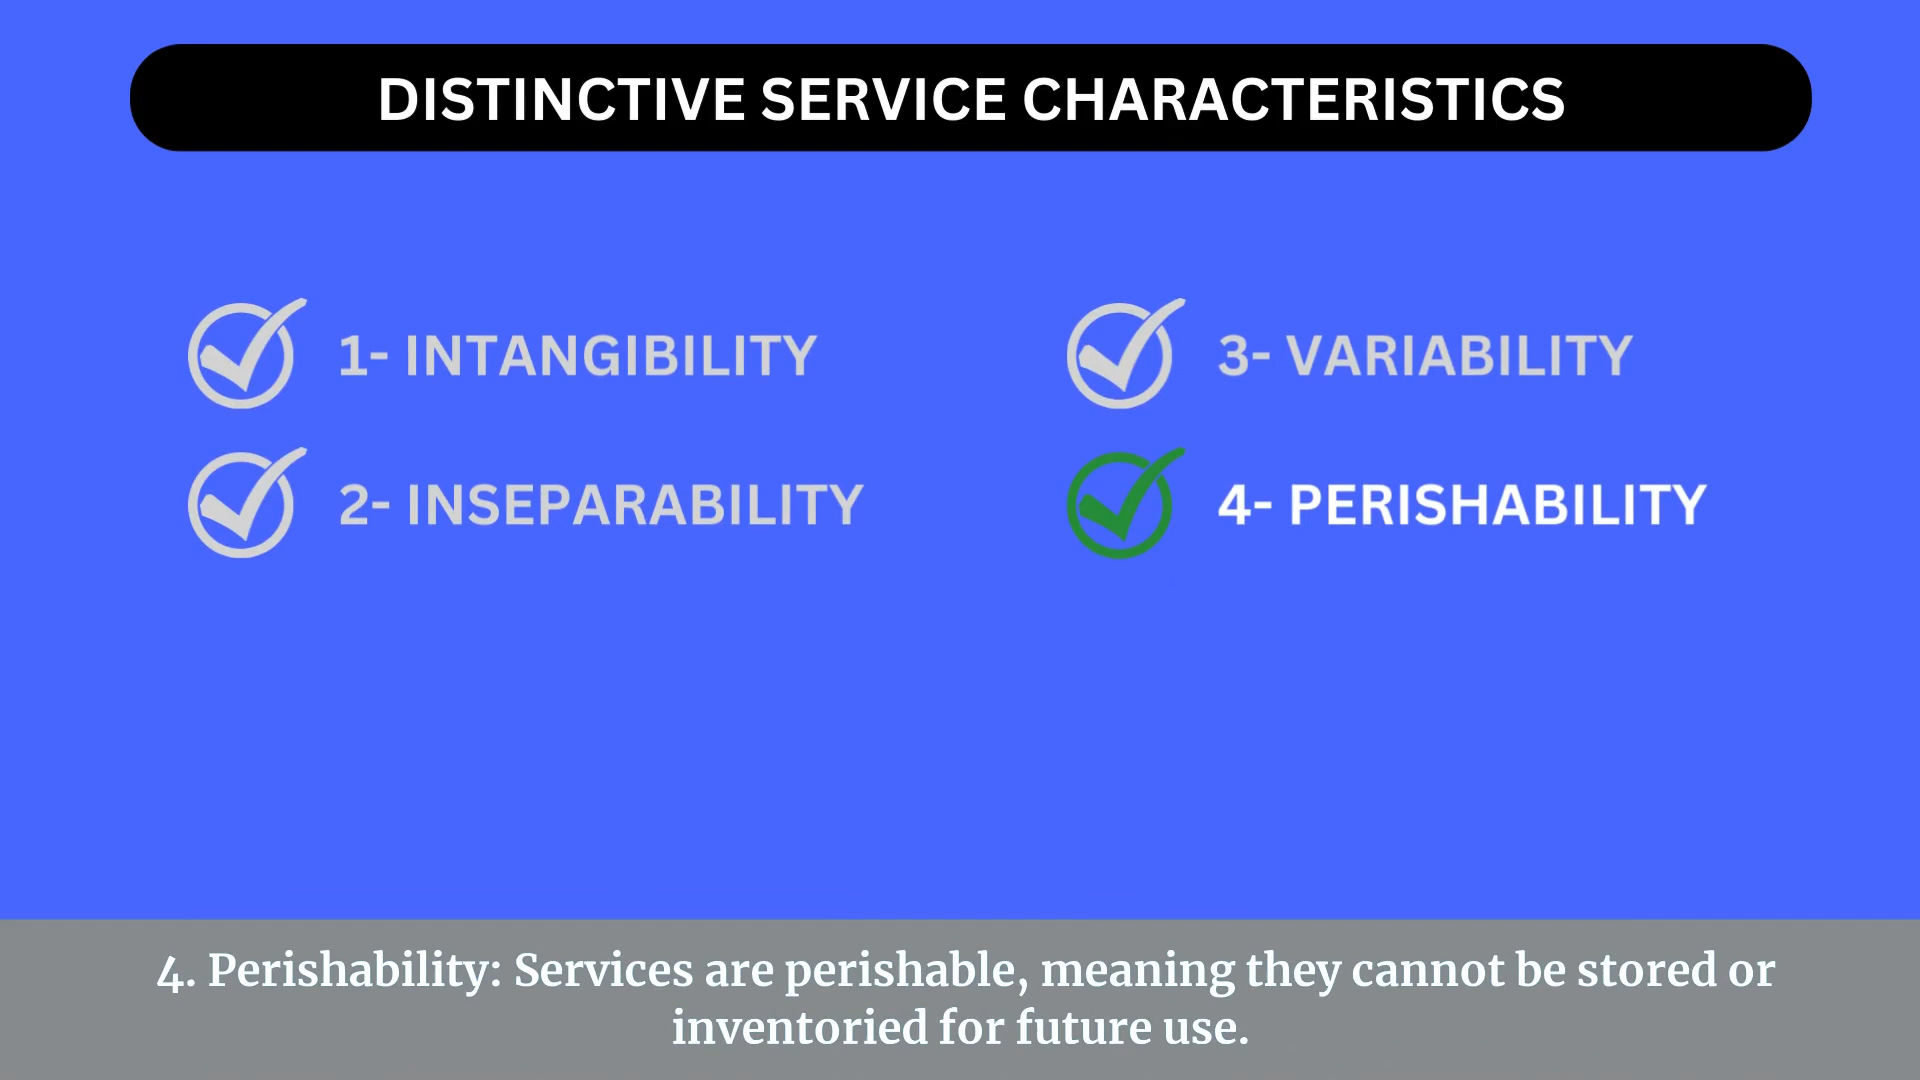 DISTINCTIVE SERVICE CHARACTERISTICS
1- INTANGIBILITY
2- INSEPARABILITY
3- VARIABILITY
4- PERISHABILITY
4. Perishability: Services are perishable, meaning they cannot be stored or
inventoried for future use.